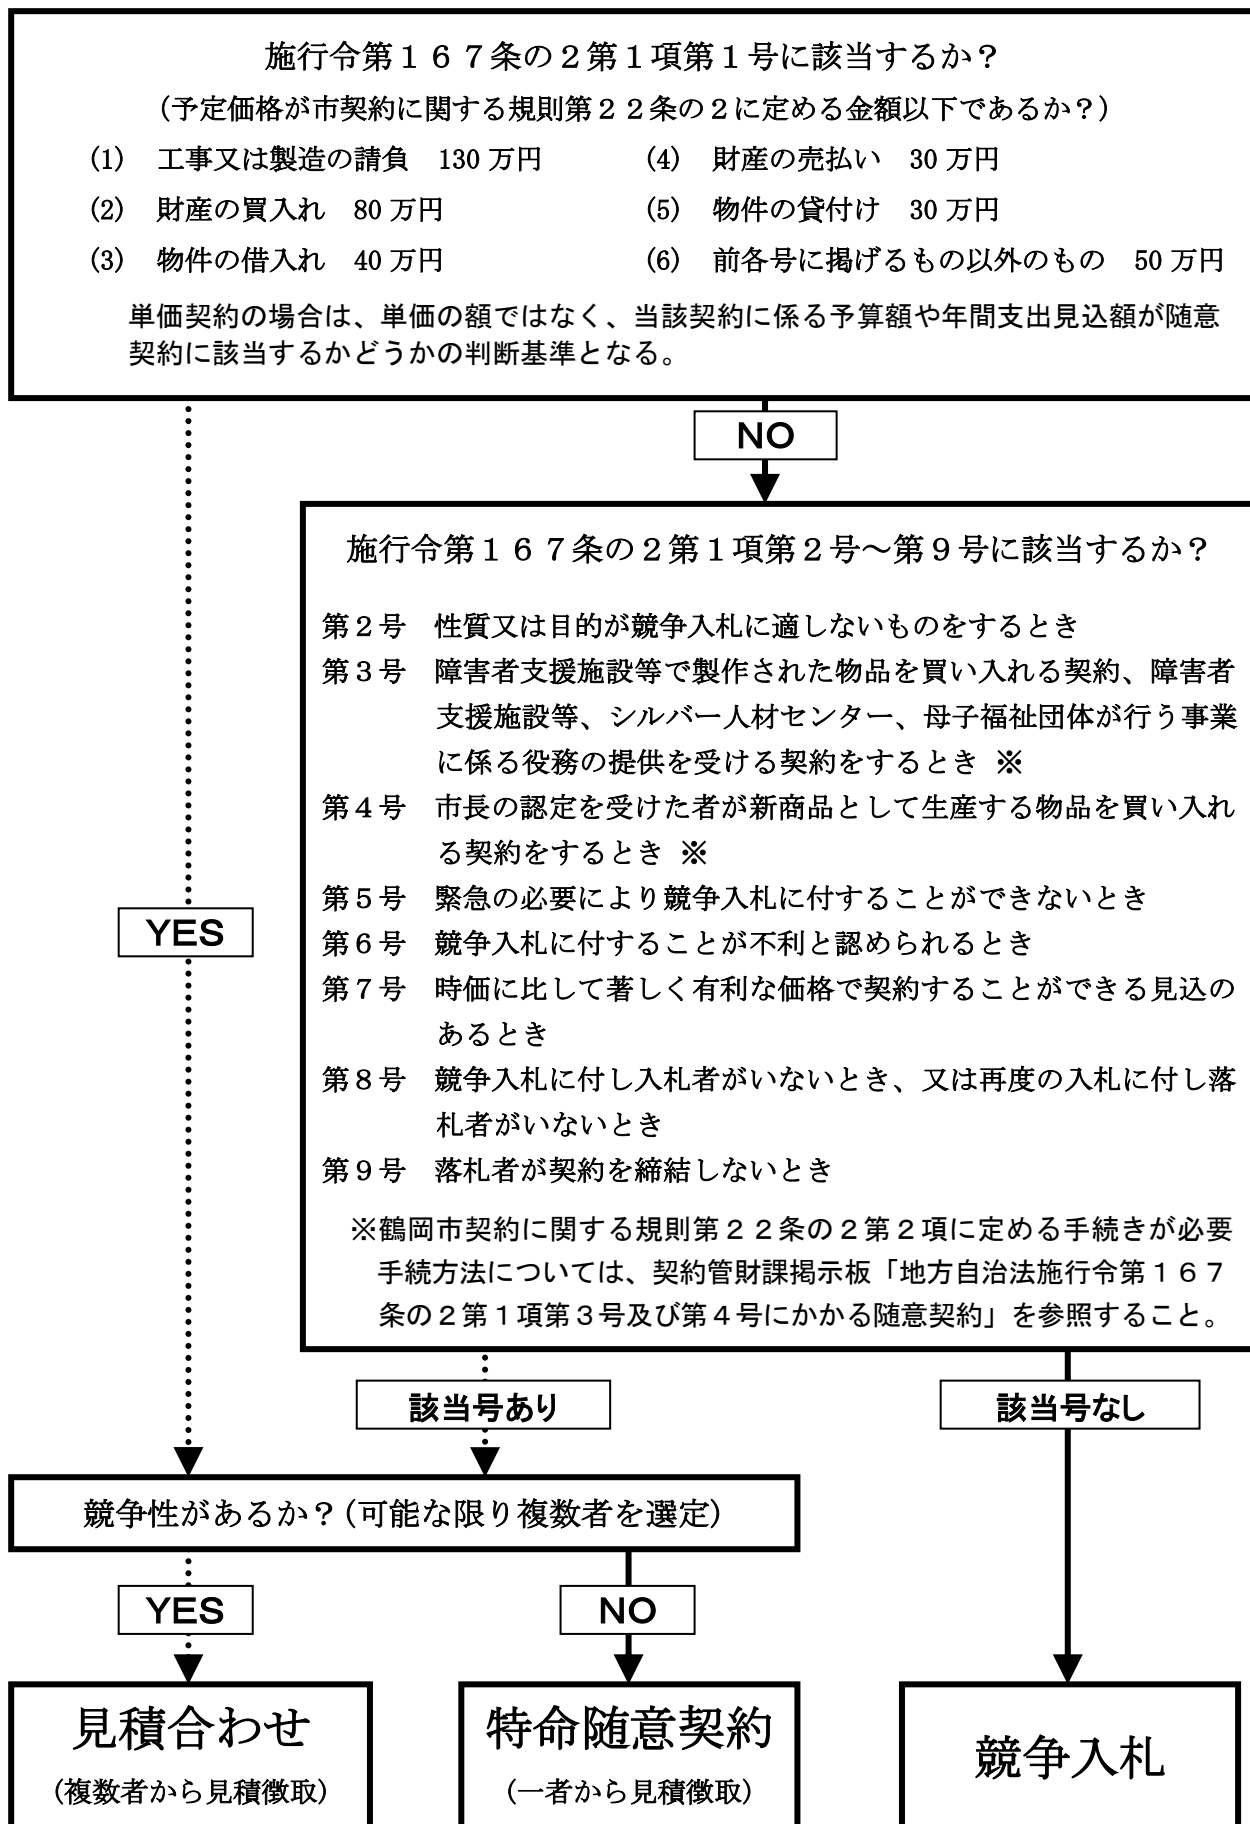 施行令第１６７条の２第１項第１号に該当するか？
（予定価格が市契約に関する規則第２２条の２に定める金額以下であるか？）
(1)　工事又は製造の請負　130 万円
(4)　財産の売払い　30 万円
(2)　財産の買入れ　80 万円
(5)　物件の貸付け　30 万円
(3)　物件の借入れ　40 万円
(6)　前各号に掲げるもの以外のもの　50 万円
単価契約の場合は、単価の額ではなく、当該契約に係る予算額や年間支出見込額が随意
契約に該当するかどうかの判断基準となる。
NO
施行令第１６７条の２第１項第２号～第９号に該当するか？
第２号　性質又は目的が競争入札に適しないものをするとき
第３号　障害者支援施設等で製作された物品を買い入れる契約、障害者
支援施設等、シルバー人材センター、母子福祉団体が行う事業
に係る役務の提供を受ける契約をするとき ※
第４号　市長の認定を受けた者が新商品として生産する物品を買い入れ
る契約をするとき ※
第５号　緊急の必要により競争入札に付することができないとき
YES
第６号　競争入札に付することが不利と認められるとき
第７号　時価に比して著しく有利な価格で契約することができる見込の
あるとき
第８号　競争入札に付し入札者がいないとき、又は再度の入札に付し落
札者がいないとき
第９号　落札者が契約を締結しないとき
※鶴岡市契約に関する規則第２２条の２第２項に定める手続きが必要
手続方法については、契約管財課掲示板「地方自治法施行令第１６７
条の２第１項第３号及び第４号にかかる随意契約」を参照すること。
該当号あり
該当号なし
競争性があるか？（可能な限り複数者を選定）
YES
NO
見積合わせ
（複数者から見積徴取）
特命随意契約
（一者から見積徴取）
競争入札